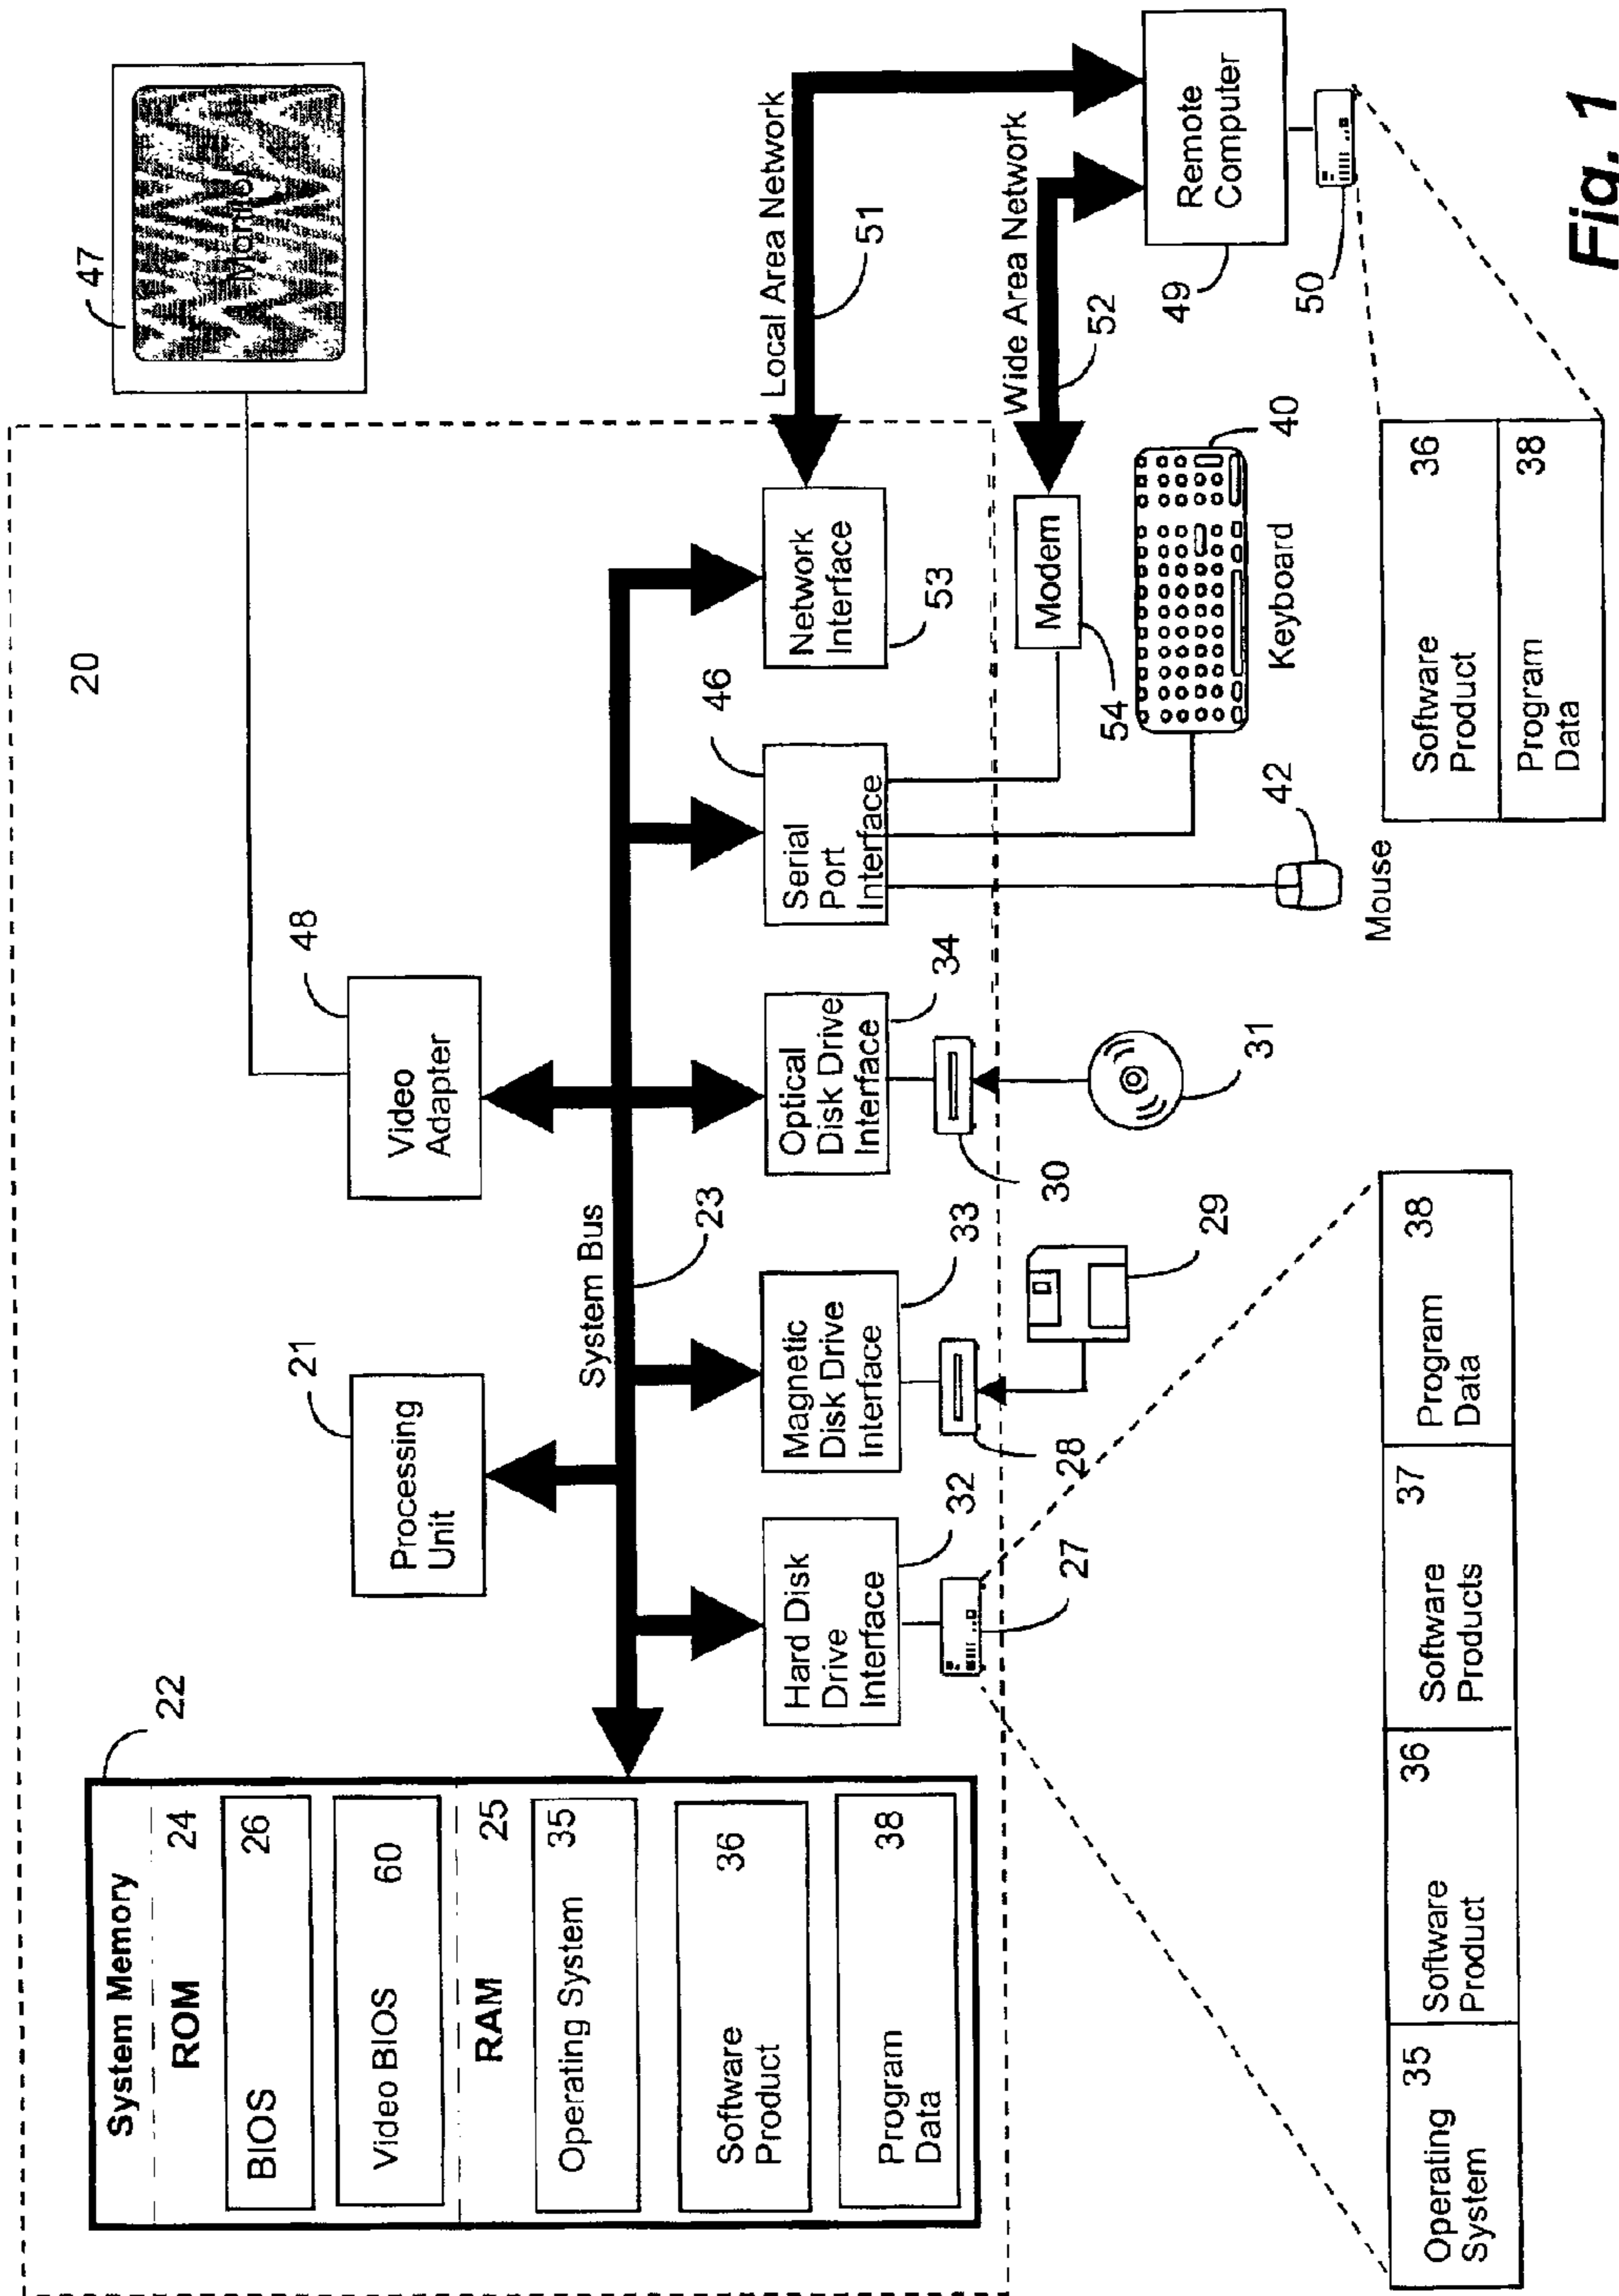 47
Monitor
20
System Memory
22
ROM
24
BIOS
26
Video BIOS
60
RAM
25
Operating System
35
Software
Product
36
Program
Data
38
Processing
Unit
21
Video
Adapter
48
System Bus
23
Hard Disk
Drive
Interface
32
Magnetic
Disk Drive
Interface
33
Optical
Disk Drive
Interface
34
Serial
Port
Interface
46
Network
Interface
53
Local Area Network
51
27
28
29
30
31
Modem
54
Wide Area Network
52
Mouse
42
Keyboard
40
Remote
Computer
49
50
Operating
System
35
Software
Product
36
Software
Products
37
Program
Data
38
Software
Product
36
Program
Data
38
Fig. 1